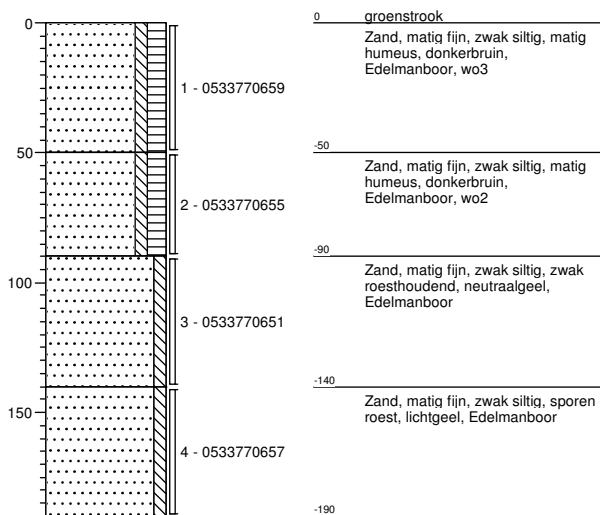 0
50
100
150
1 - 0533770659
2 - 0533770655
3 - 0533770651
4 - 0533770657
0
groenstrook
Zand, matig fijn, zwak siltig, matig
humeus, donkerbruin,
Edelmanboor, wo3
-50
Zand, matig fijn, zwak siltig, matig
humeus, donkerbruin,
Edelmanboor, wo2
-90
Zand, matig fijn, zwak siltig, zwak
roesthoudend, neutraalgeel,
Edelmanboor
-140
Zand, matig fijn, zwak siltig, sporen
roest, lichtgeel, Edelmanboor
-190